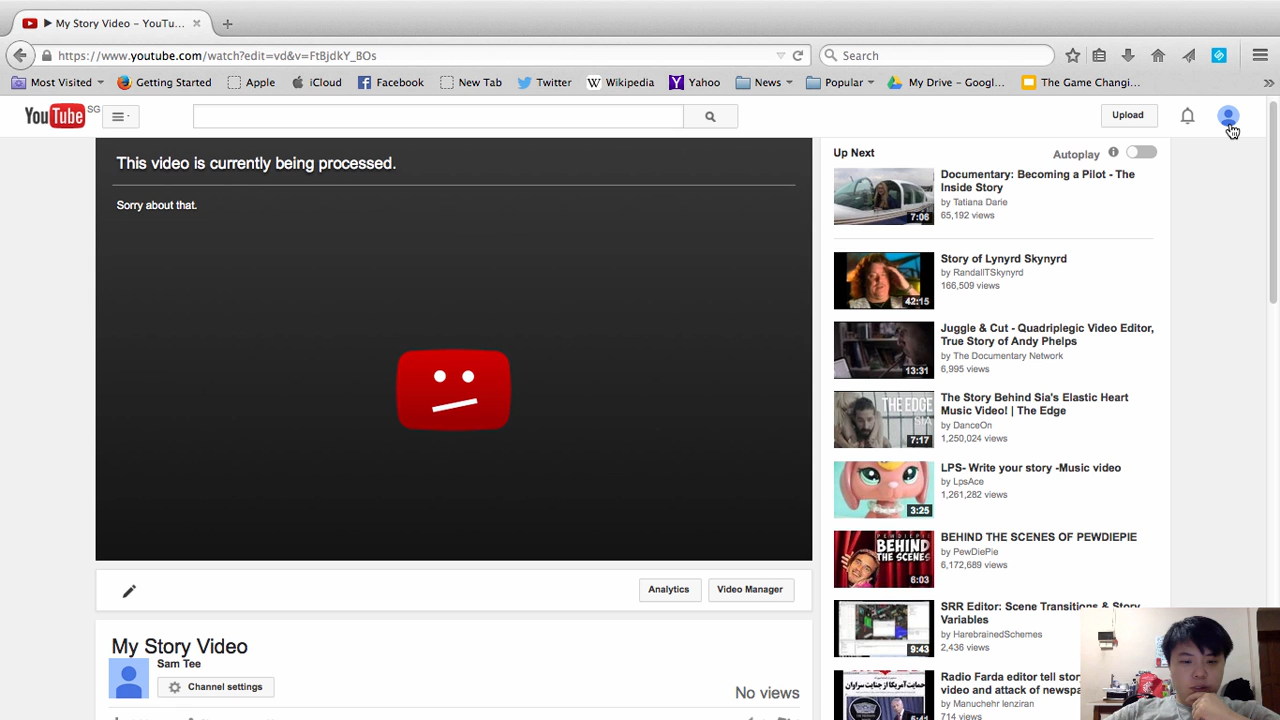 My Story Video – YouTu...
https://www.youtube.com/watch?edit=vd&v=FtBjdkY_BOs
Search
Most Visited
Getting Started
Apple
iCloud
Facebook
New Tab
Twitter
W Wikipedia
Yahoo
News
Popular
My Drive – Googl...
The Game Changi...
YouTube SG
Upload
This video is currently being processed.
Sorry about that.
Analytics
Video Manager
My Story Video
Sam Tee
Channel settings
No views
Up Next
Autoplay
7:06
Documentary: Becoming a Pilot - The
Inside Story
by Tatiana Darie
65,192 views
42:15
Story of Lynyrd Skynyrd
by RandallTSkynyrd
166,509 views
13:31
Juggle & Cut - Quadriplegic Video Editor,
True Story of Andy Phelps
by The Documentary Network
6,995 views
THE EDGE
SIA
7:17
The Story Behind Sia's Elastic Heart
Music Video! | The Edge
by DanceOn
1,250,024 views
3:25
LPS- Write your story -Music video
by LpsAce
1,261,282 views
PEWDIEPIE
BEHIND
THE SCENES
6:03
BEHIND THE SCENES OF PEWDIEPIE
by PewDiePie
6,172,689 views
9:43
SRR Editor: Scene Transitions & Story
Variables
by HarebrainedSchemes
2,436 views
Radio Farda editor tell stor
video and attack of newspa
by Manuchehr lenziran
714 views